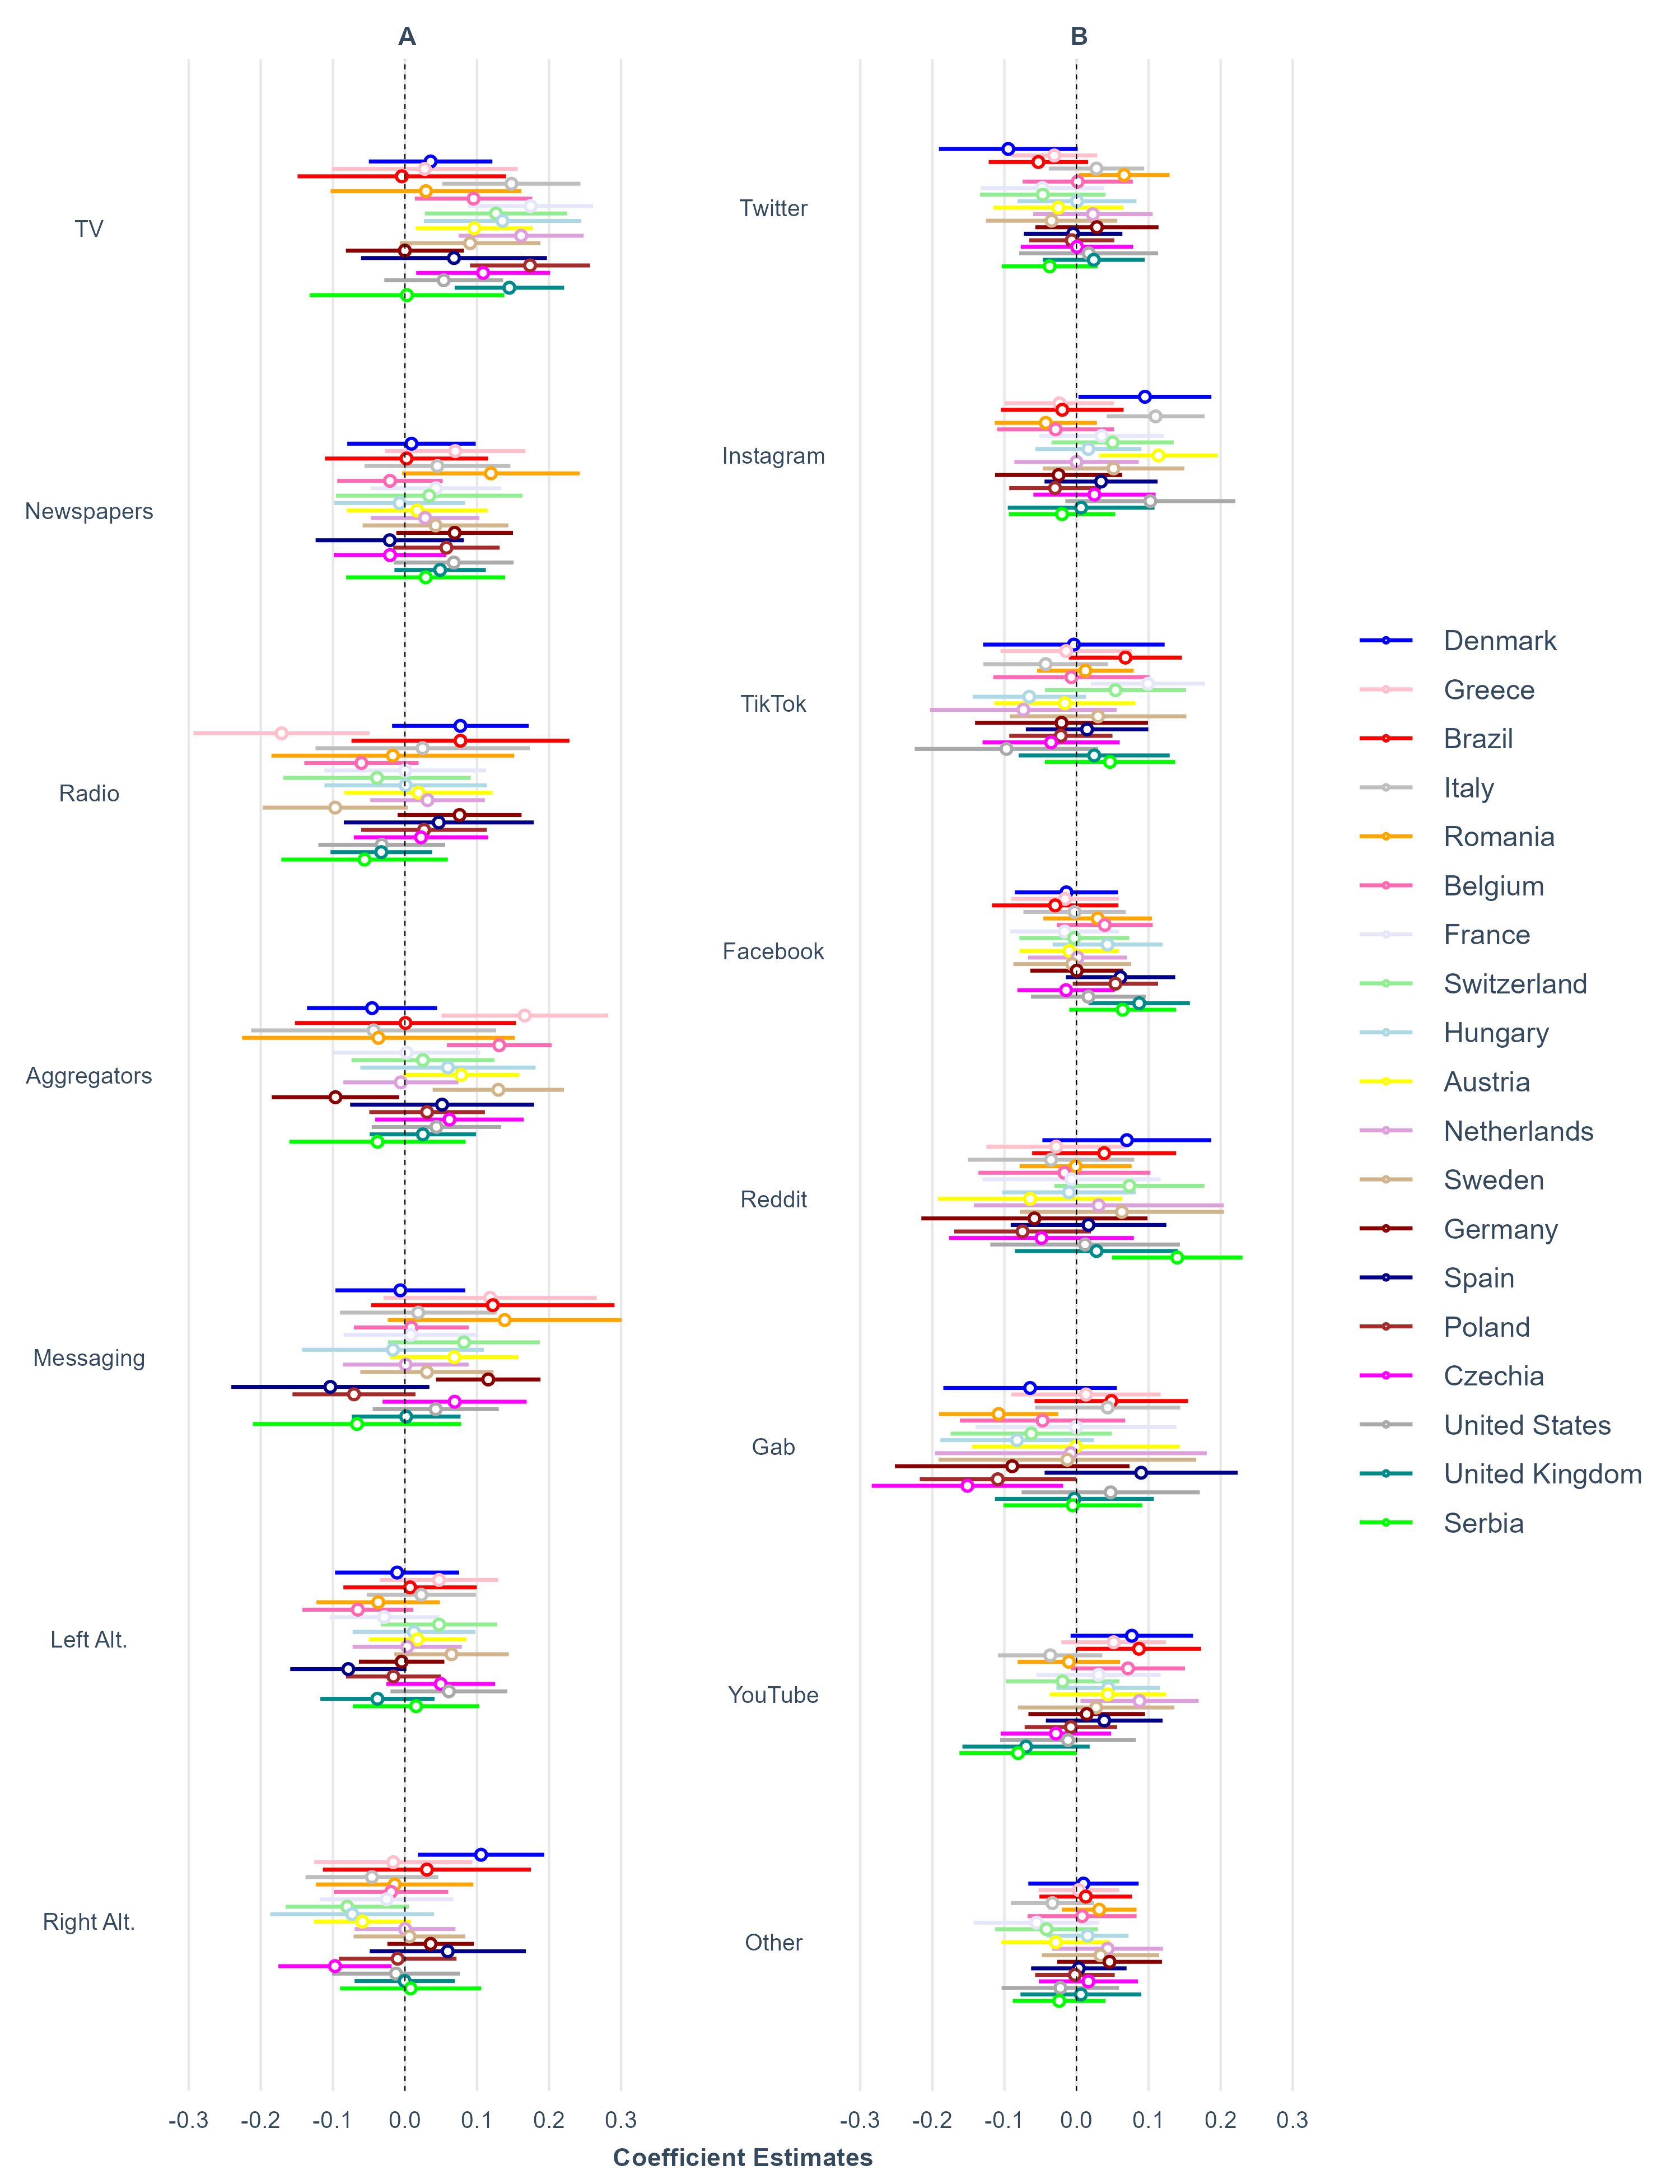 A
B
TV
Newspapers
Radio
Aggregators
Messaging
Left Alt.
Right Alt.
-0.3 -0.2 -0.1 0.0 0.1 0.2 0.3
Twitter
Instagram
TikTok
Facebook
Reddit
Gab
YouTube
Other
-0.3 -0.2 -0.1 0.0 0.1 0.2 0.3
Coefficient Estimates
Denmark
Greece
Brazil
Italy
Romania
Belgium
France
Switzerland
Hungary
Austria
Netherlands
Sweden
Germany
Spain
Poland
Czechia
United States
United Kingdom
Serbia